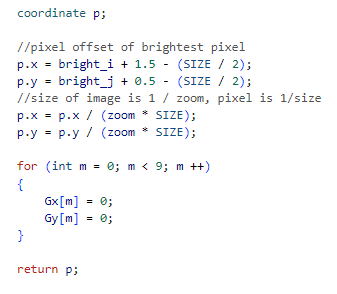 coordinate p;
//pixel offset of brightest pixel
p.x = bright_i + 1.5 - (SIZE / 2);
p.y = bright_j + 0.5 - (SIZE / 2);
//size of image is 1 / zoom, pixel is 1/size
p.x = p.x / (zoom * SIZE);
p.y = p.y / (zoom * SIZE);
for (int m = 0; m < 9; m ++)
{
Gx[m] = 0;
Gy[m] = 0;
}
return p;